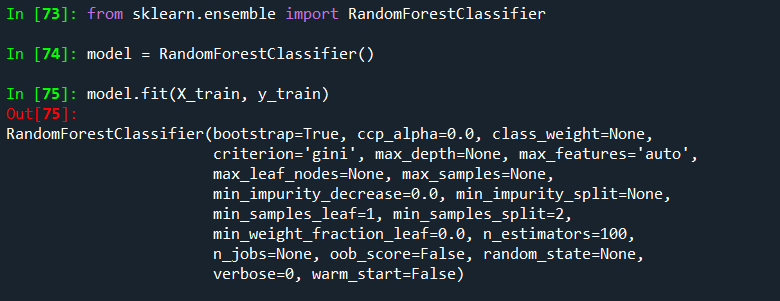 In [73]: from sklearn.ensemble import RandomForestClassifier
In [74]: model = RandomForestClassifier()
In [75]: model.fit(X_train, y_train)
Out[75]:
RandomForestClassifier(bootstrap=True, ccp_alpha=0.0, class_weight=None,
criterion='gini', max_depth=None, max_features='auto',
max_leaf_nodes=None, max_samples=None,
min_impurity_decrease=0.0, min_impurity_split=None,
min_samples_leaf=1, min_samples_split=2,
min_weight_fraction_leaf=0.0, n_estimators=100,
n_jobs=None, oob_score=False, random_state=None,
verbose=0, warm_start=False)